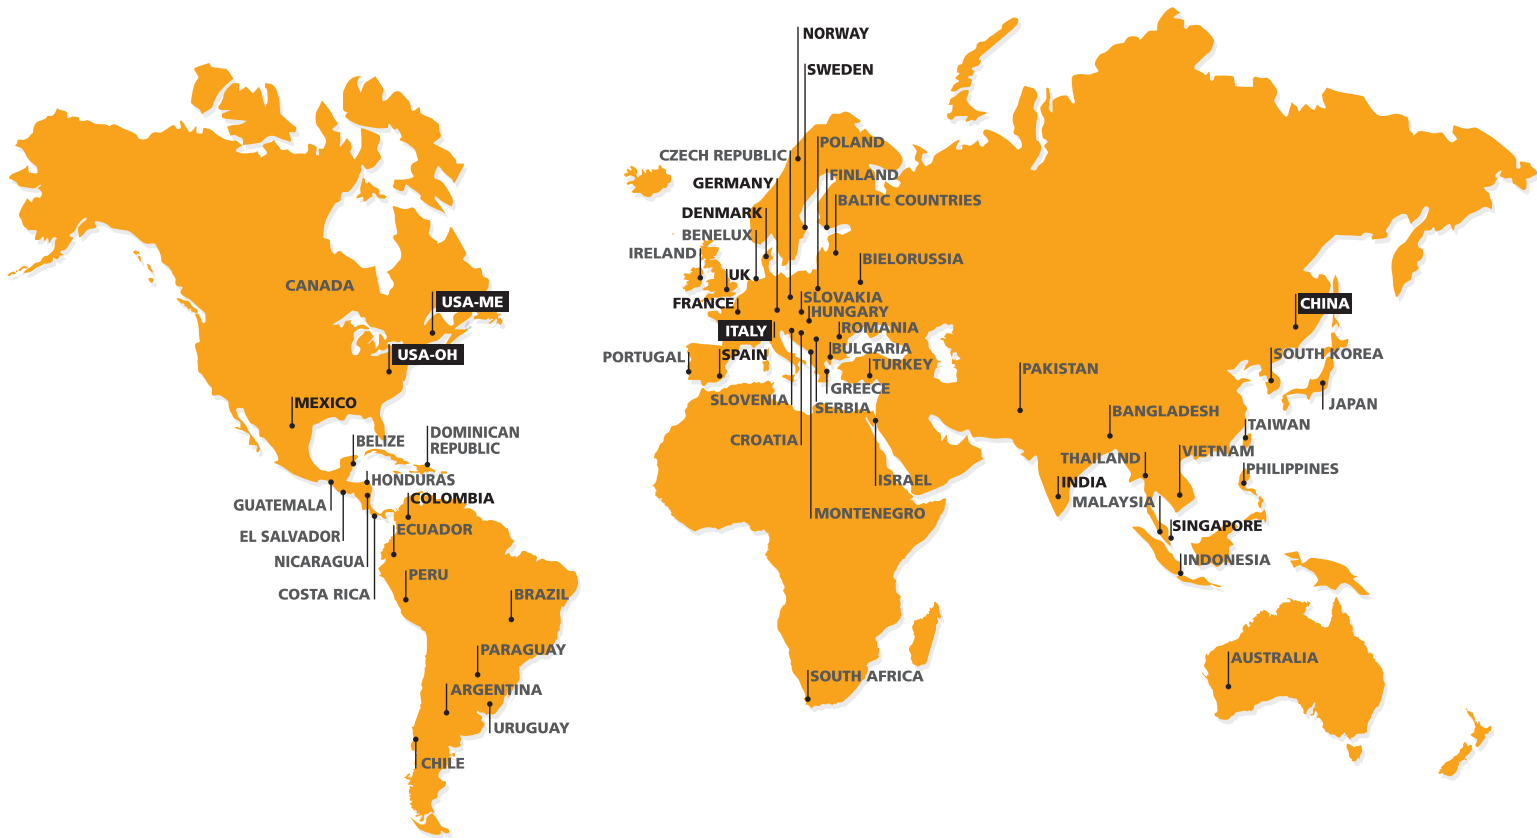 NORWAY
SWEDEN
POLAND
CZECH REPUBLIC
FINLAND
GERMANY
BALTIC COUNTRIES
DENMARK
BENELUX
IRELAND
BIELORUSSIA
UK
CANADA
SLOVAKIA
USA-ME
FRANCE
CHINA
HUNGARY
ROMANIA
ITALY
BULGARIA
USA-OH
PORTUGAL
SPAIN
SOUTH KOREA
TURKEY
PAKISTAN
GREECE
SLOVENIA
MEXICO
SERBIA
JAPAN
BANGLADESH
TAIWAN
DOMINICAN
REPUBLIC
BELIZE
CROATIA
VIETNAM
THAILAND
PHILIPPINES
HONDURAS
ISRAEL
INDIA
COLOMBIA
MALAYSIA
GUATEMALA
MONTENEGRO
SINGAPORE
ECUADOR
EL SALVADOR
NICARAGUA
INDONESIA
PERU
COSTA RICA
BRAZIL
PARAGUAY
AUSTRALIA
SOUTH AFRICA
ARGENTINA
URUGUAY
CHILE